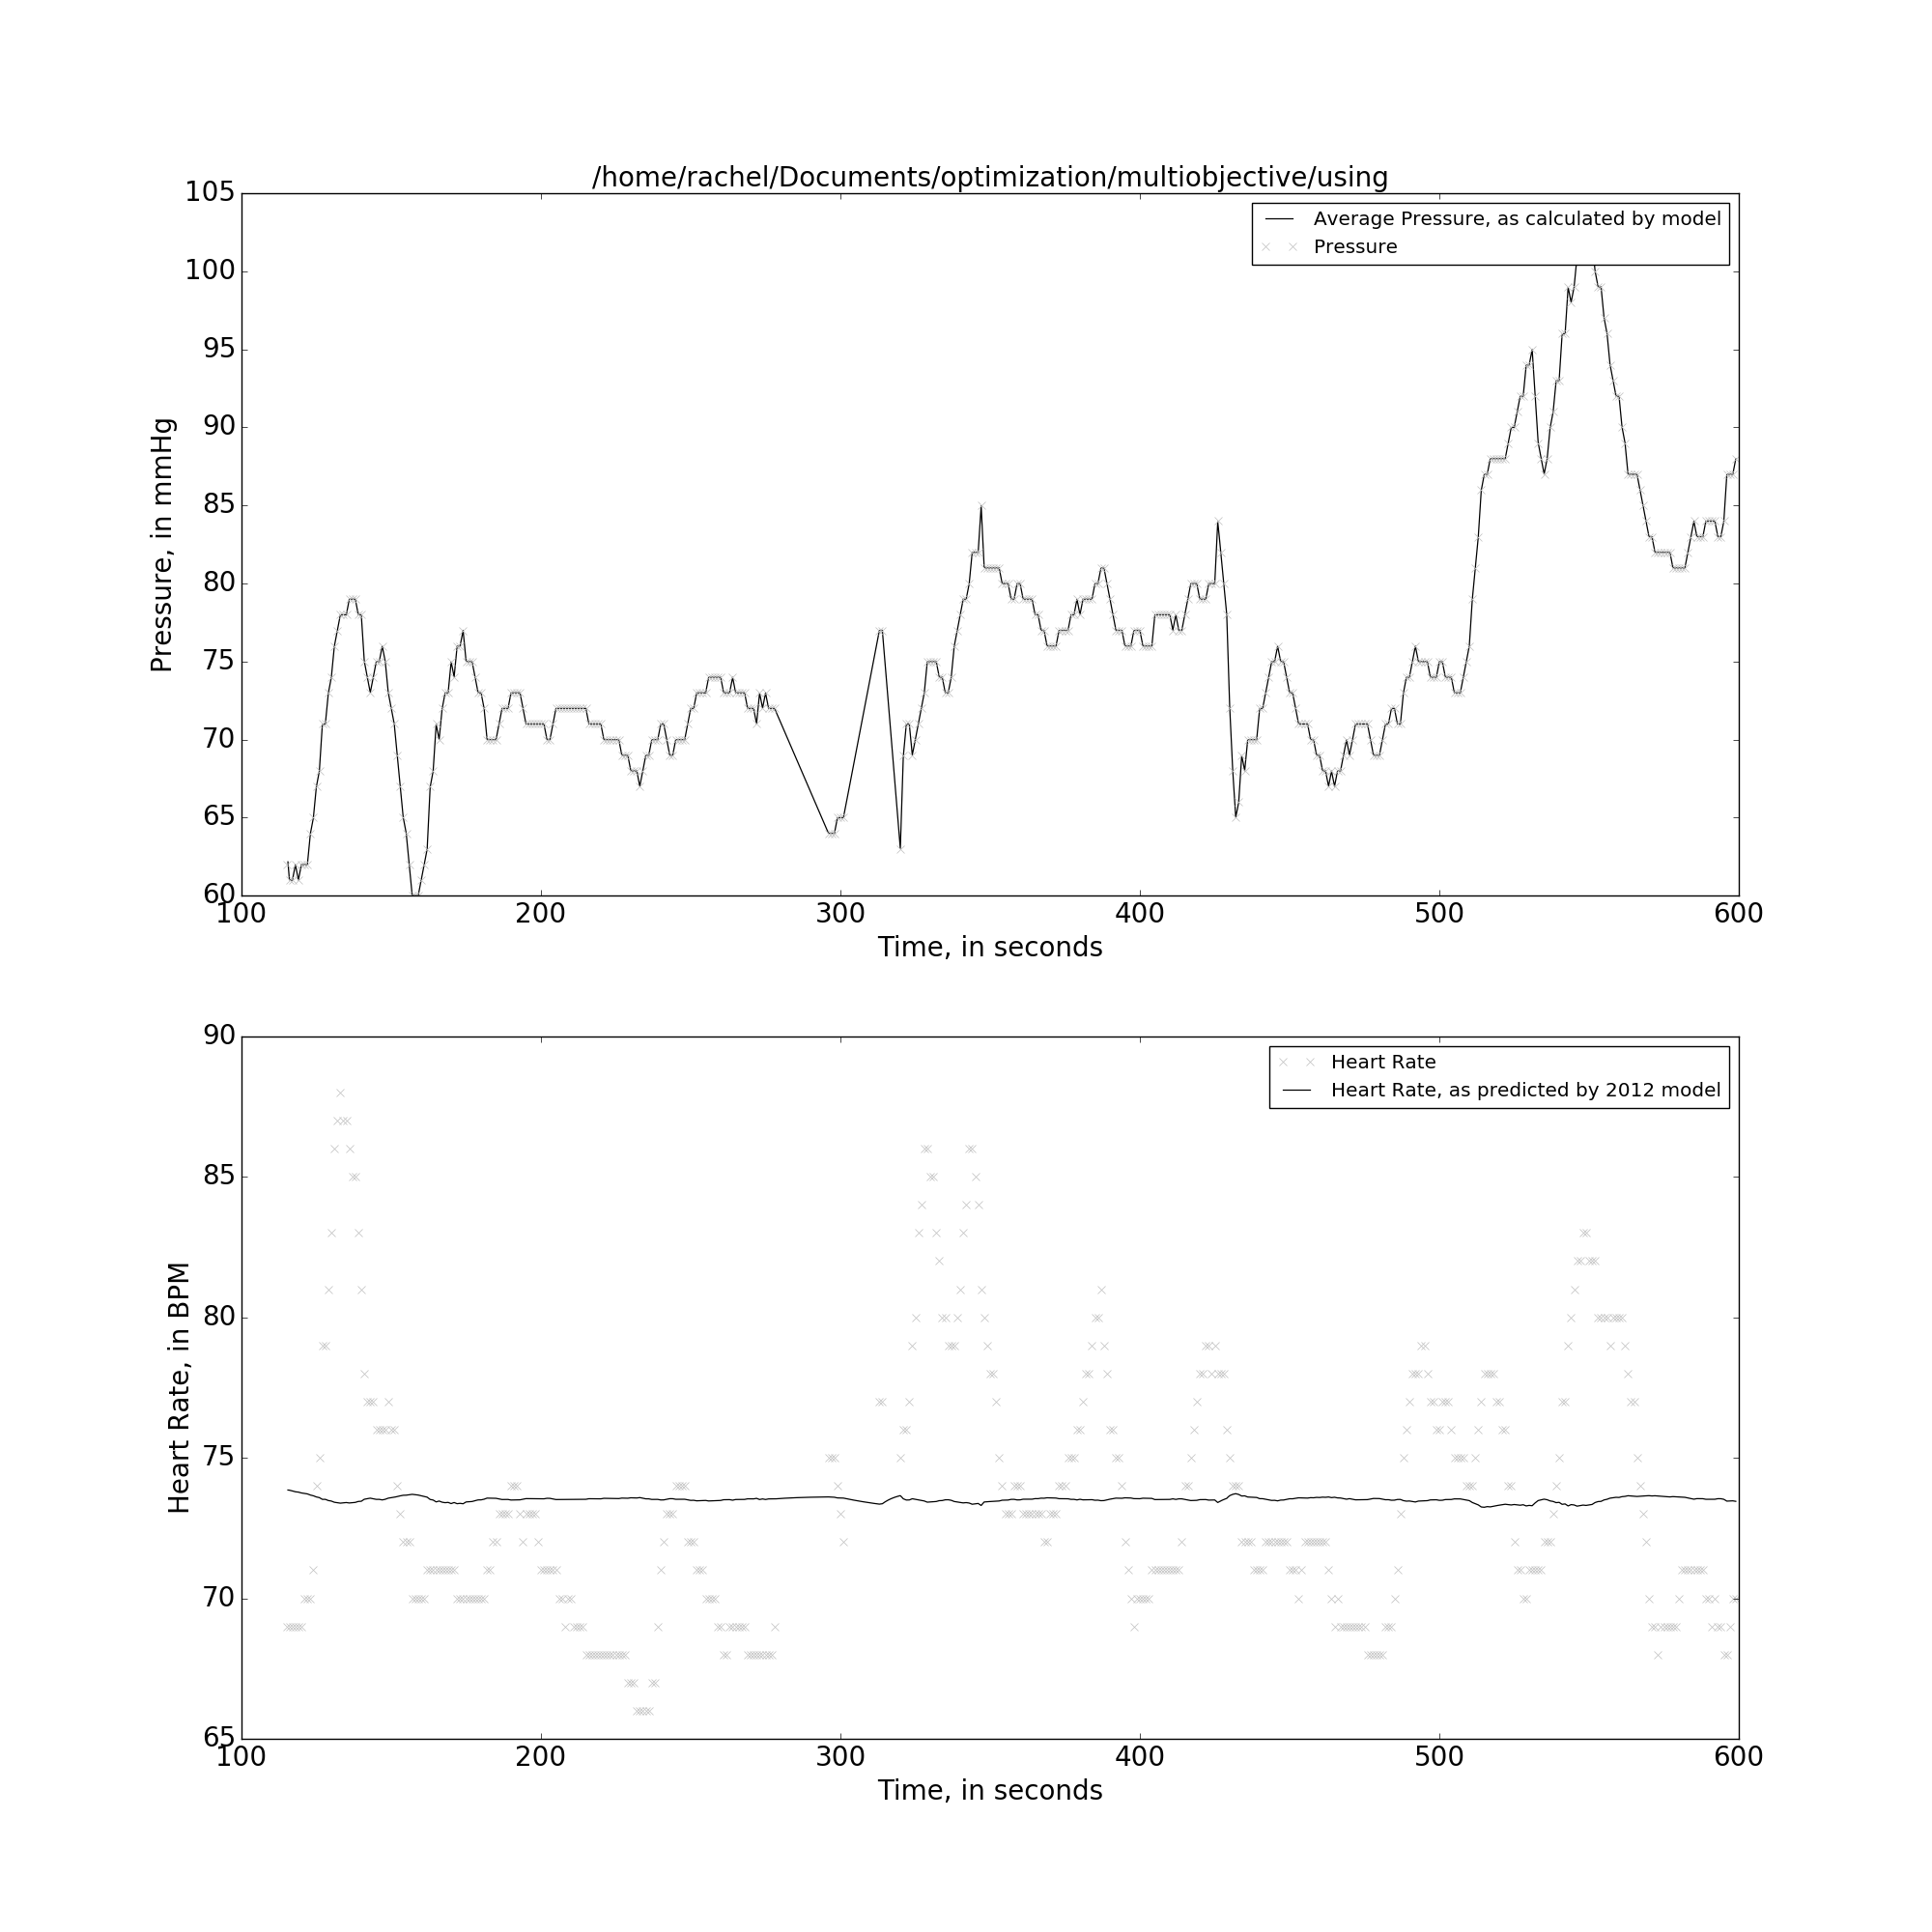 /home/rachel/Documents/optimization/multiobjective/using
105
Average Pressure, as calculated by model
Pressure
100
95
90
85
80
75
70
65
60
Pressure, in mmHg
100 200 300 400 500 600
Time, in seconds
90
Heart Rate
Heart Rate, as predicted by 2012 model
85
80
75
70
65
Heart Rate, in BPM
100 200 300 400 500 600
Time, in seconds